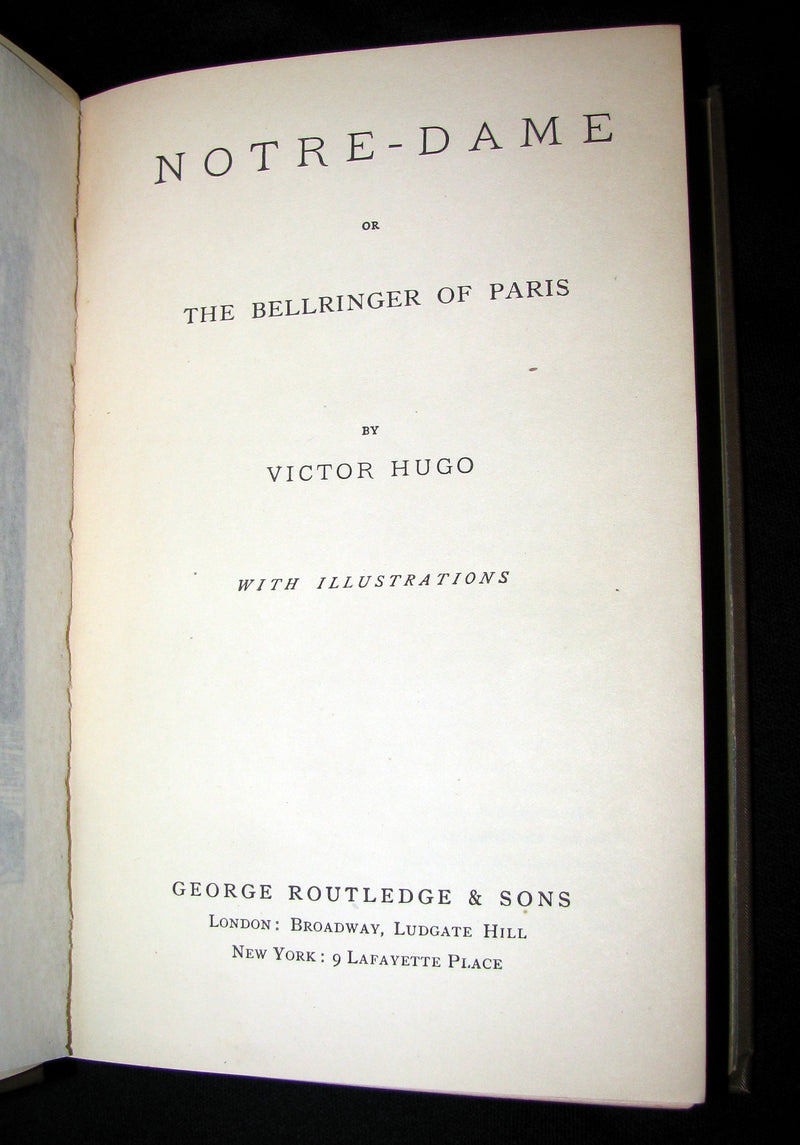 NOTRE-DAME
OR
THE BELLRINGER OF PARIS
BY
VICTOR HUGO
WITH ILLUSTRATIONS
GEORGE ROUTLEDGE & SONS
LONDON: BROADWAY, LUDGATE HILL
NEW YORK: 9 LAFAYETTE PLACE